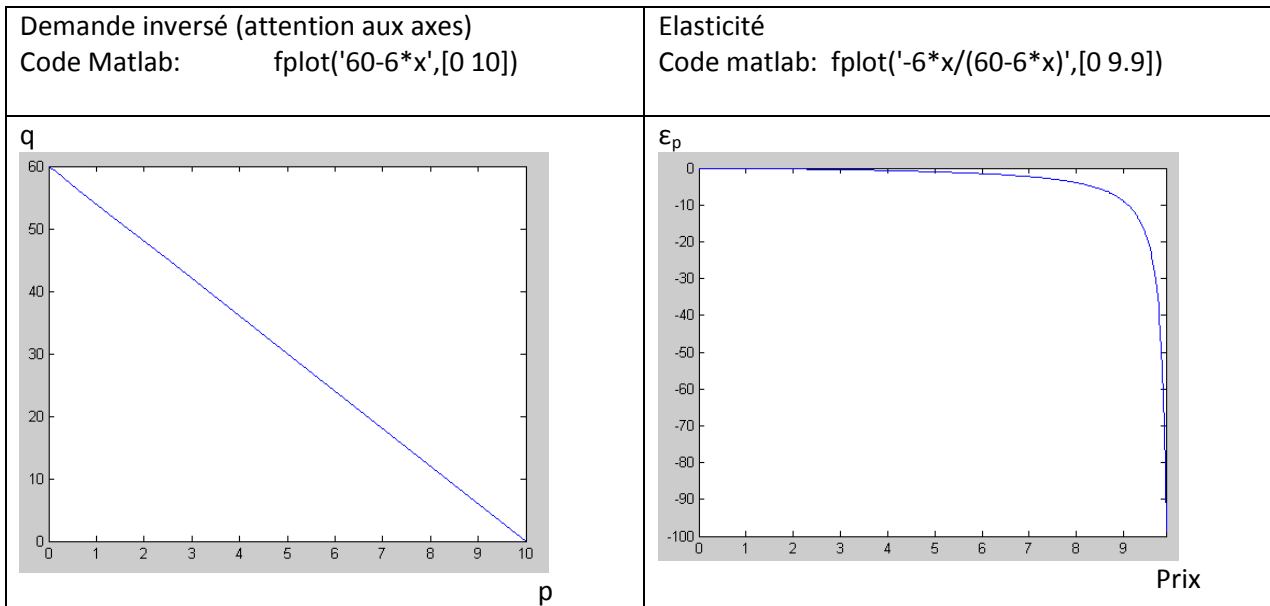 Demande inversé (attention aux axes)
Code Matlab: fplot('60-6*x',[0 10])
Elasticité
Code matlab: fplot('-6*x/(60-6*x)',[0 9.9])
q
60
50
40
30
20
10
0
0 1 2 3 4 5 6 7 8 9 10
p
εp
0
-10
-20
-30
-40
-50
-60
-70
-80
-90
-100
0 1 2 3 4 5 6 7 8 9
Prix